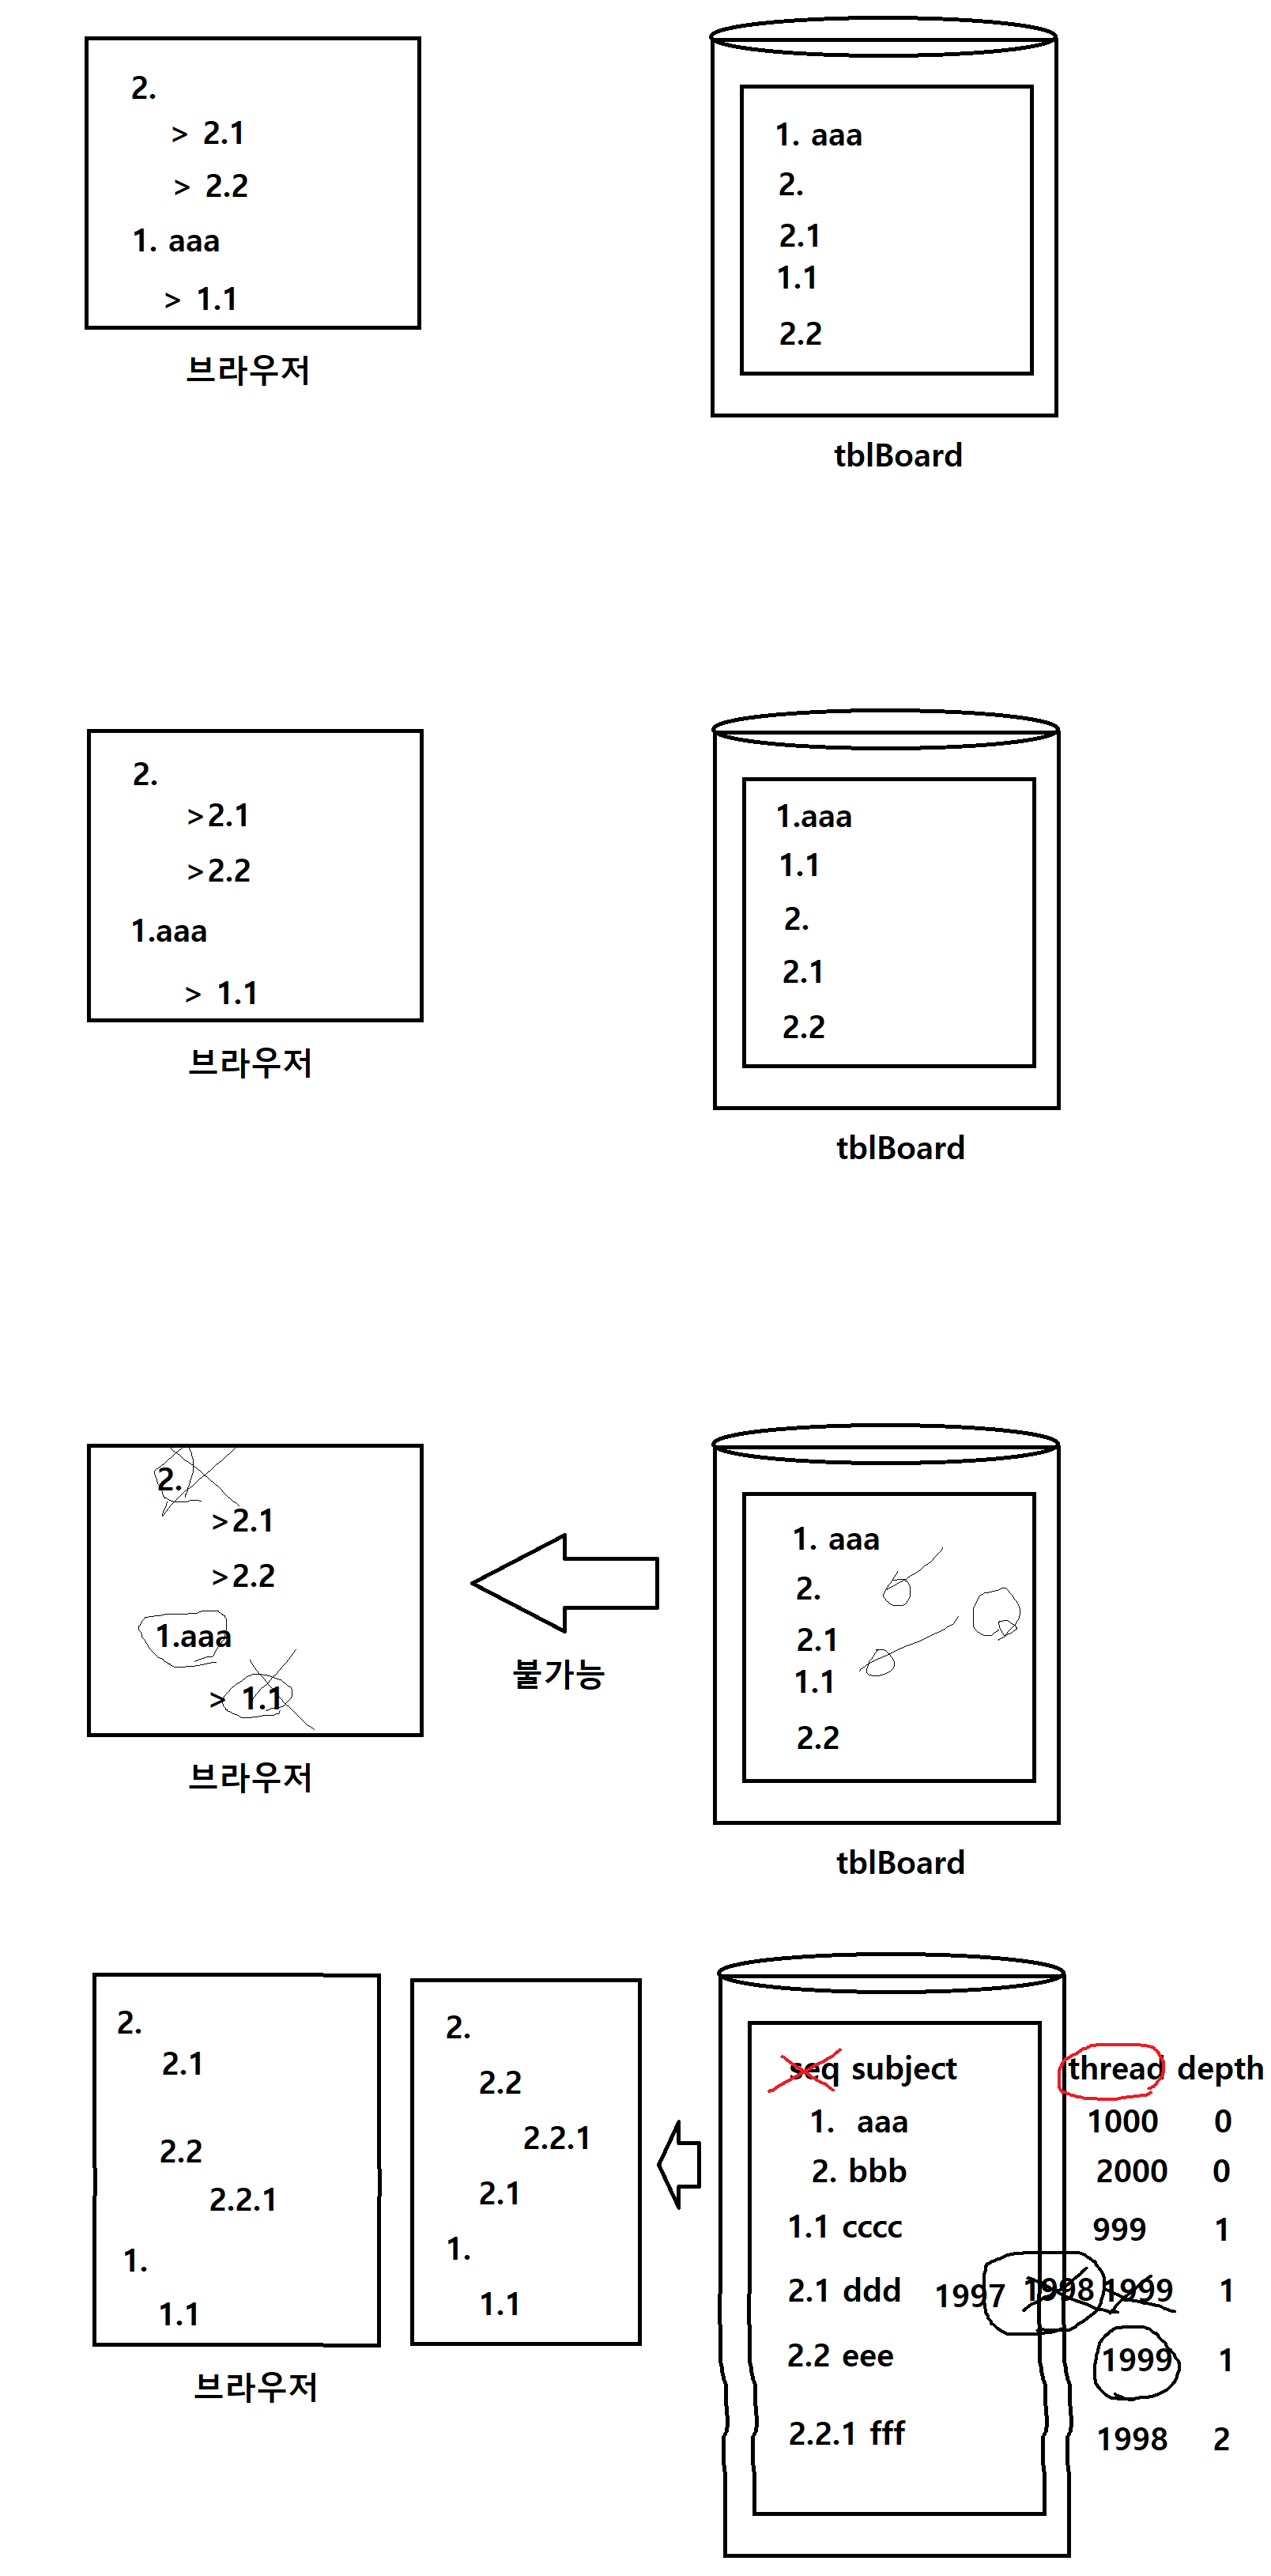 2.
> 2.1
> 2.2
1. aaa
> 1.1
브라우저
1. aaa
2.
2.1
1.1
2.2
tblBoard
2.
>2.1
>2.2
1.aaa
> 1.1
브라우저
1.aaa
1.1
2.
2.1
2.2
tblBoard
2.
>2.1
>2.2
1.aaa
> 1.1
브라우저
불가능
1. aaa
2.
2.1
1.1
2.2
tblBoard
2.
2.1
2.2
2.2.1
1.
1.1
브라우저
2.
2.2
2.2.1
2.1
1.
1.1
seq subject thread depth
1. aaa 1000 0
2. bbb 2000 0
1.1 cccc 999 1
2.1 ddd 1997 1998 1999 1
2.2 eee 1999 1
2.2.1 fff 1998 2